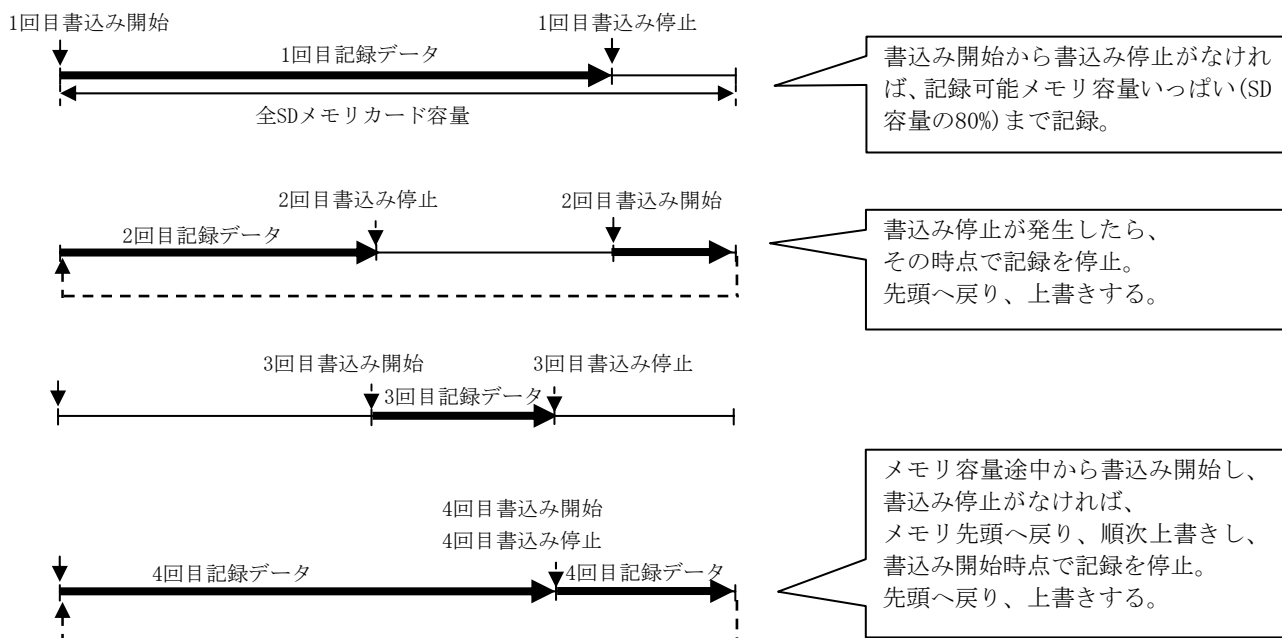 1回目書込み開始
1回目書込み停止
1回目記録データ
全SDメモリカード容量
書込み開始から書込み停止がなけれ
ば、記録可能メモリ容量いっぱい(SD
容量の80%)まで記録。
2回目書込み停止
2回目書込み開始
2回目記録データ
書込み停止が発生したら、
その時点で記録を停止。
先頭へ戻り、上書きする。
3回目書込み開始
3回目書込み停止
3回目記録データ
4回目書込み開始
4回目書込み停止
4回目記録データ
4回目記録データ
メモリ容量途中から書込み開始し、
書込み停止がなければ、
メモリ先頭へ戻り、順次上書きし、
書込み開始時点で記録を停止。
先頭へ戻り、上書きする。